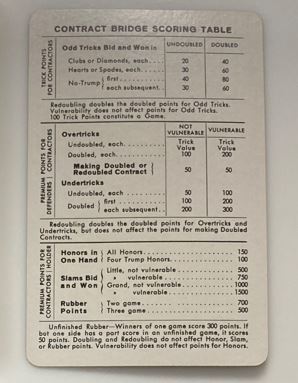 CONTRACT BRIDGE SCORING TABLE
TRICK POINTS FOR CONTRACTORS
Odd Tricks Bid and Won in UNDOUBLED DOUBLED
Clubs or Diamonds, each.... 20 40
Hearts or Spades, each.... 30 60
No-Trump { first.......... 40 80
each subsequent. 30 60
Redoubling doubles the doubled points for Odd Tricks.
Vulnerability does not affect points for Odd Tricks.
100 Trick Points constitute a Game.
PREMIUM POINTS FOR DEFENDERS CONTRACTORS
NOT VULNERABLE VULNERABLE
Overtricks Trick Value Trick Value
Undoubled, each.......... 
Doubled, each............ 100 200
Making Doubled or
Redoubled Contract } 50 50
Undertricks
Undoubled, each.......... 50 100
Doubled { first........... 100 200
each subsequent.. 200 300
Redoubling doubles the doubled points for Overtricks and
Undertricks, but does not affect the points for making Doubled
Contracts.
PREMIUM POINTS FOR CONTRACTORS HOLDER
Honors in One Hand { All Honors.................... 150
Four Trump Honors............. 100
Slams Bid and Won { Little, not vulnerable.......... 500
" vulnerable.......... 750
Grand, not vulnerable.......... 1000
" vulnerable.......... 1500
Rubber Points { Two game.................... 700
Three game.................. 500
Unfinished Rubber—Winners of one game score 300 points. If
but one side has a part score in an unfinished game, it scores
50 points. Doubling and Redoubling do not affect Honor, Slam,
or Rubber points. Vulnerability does not affect points for Honors.